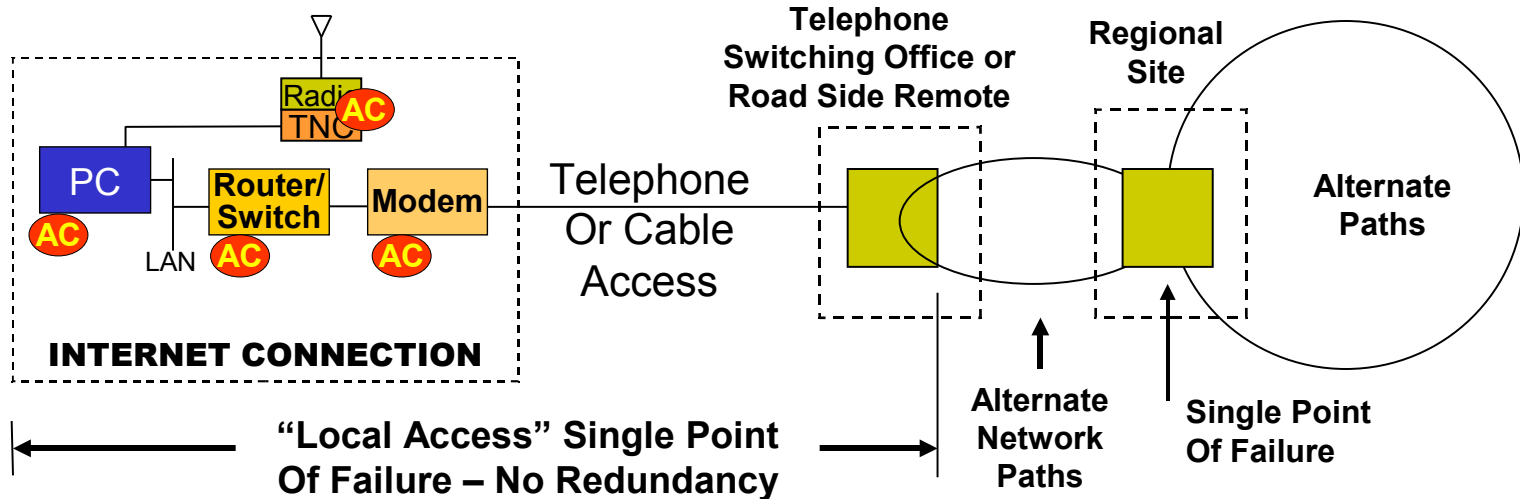 Telephone
Switching Office or
Road Side Remote
Regional
Site
Radio
AC
TNC
PC
AC
LAN
Router/
Switch
AC
Modem
AC
Telephone
Or Cable
Access
Alternate
Paths
INTERNET CONNECTION
“Local Access” Single Point
Of Failure – No Redundancy
Alternate
Network
Paths
Single Point
Of Failure